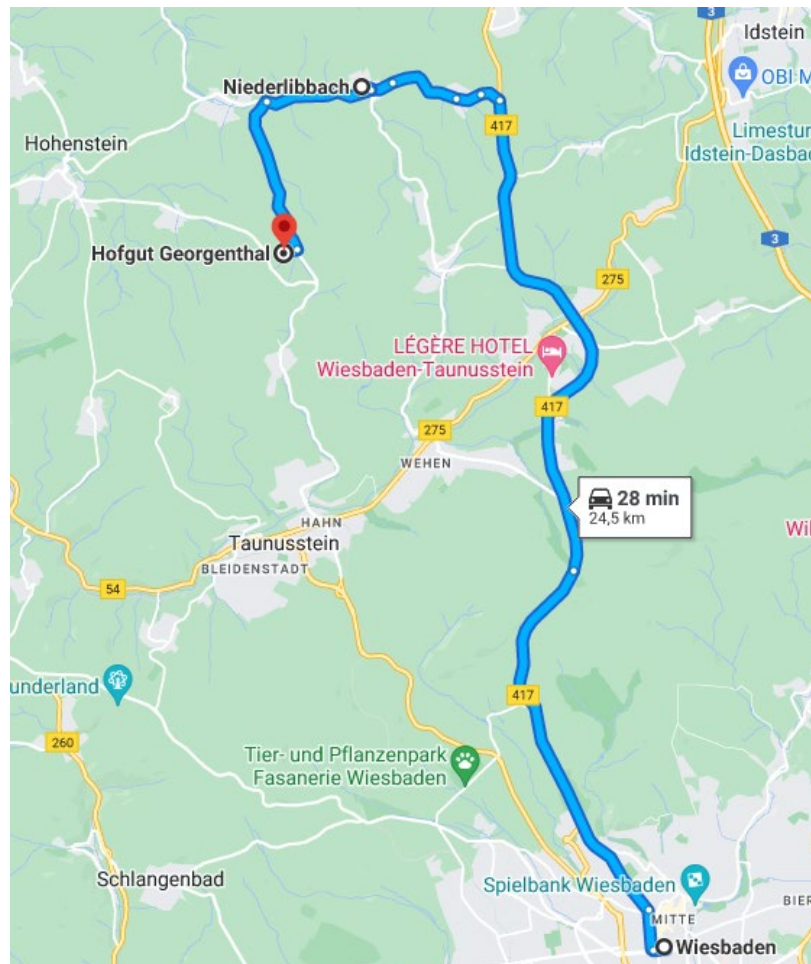 3
Idstein
Niederlibbach
OBI M
417
Limestur
Idstein-Dasbac
Hohenstein
3
Hofgut Georgenthal
275
LÉGÈRE HOTEL
Wiesbaden-Taunusstein
417
275
WEHEN
28 min
24,5 km
Wil
HAHN
Taunusstein
BLEIDENSTADT
54
underland
417
260
Tier- und Pflanzenpark
Fasanerie Wiesbaden
Schlangenbad
Spielbank Wiesbaden
BIER
MITTE
Wiesbaden